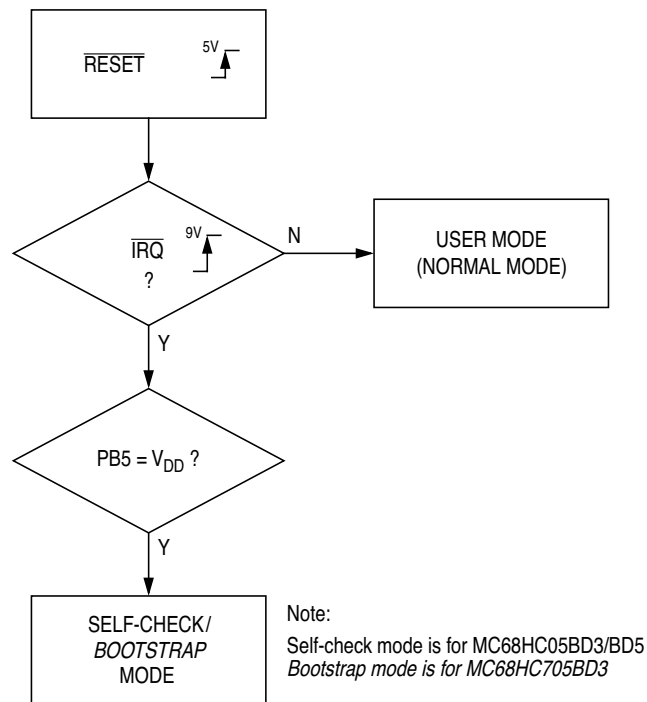 RESET 5V
IRQ 9V
?
N
USER MODE
(NORMAL MODE)
Y
PB5 = VDD ?
Y
SELF-CHECK/
BOOTSTRAP
MODE
Note:
Self-check mode is for MC68HC05BD3/BD5
Bootstrap mode is for MC68HC705BD3